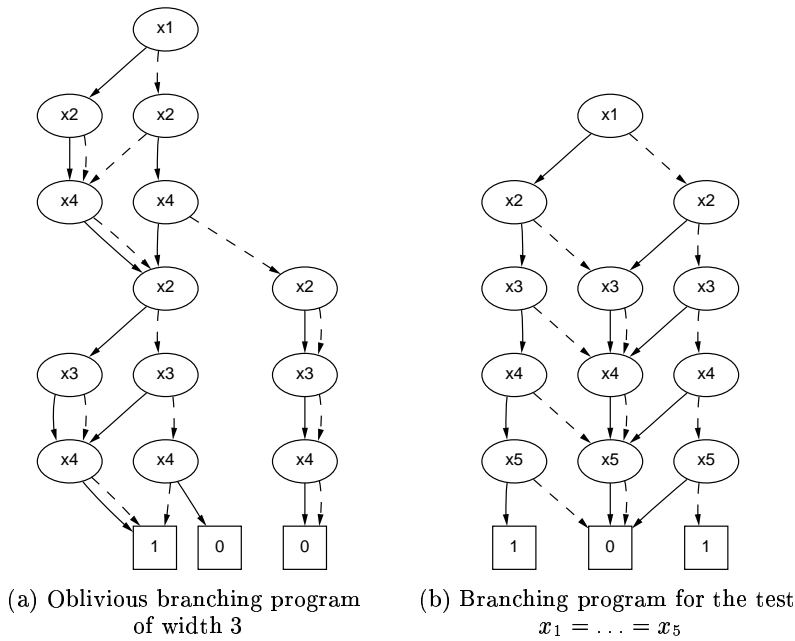 x1
x2 x2
x4 x4
x2 x2
x3 x3 x3
x4 x4 x4
1 0 0
(a) Oblivious branching program
of width 3
x1
x2 x2
x3 x3 x3
x4 x4 x4
x5 x5 x5
1 0 1
(b) Branching program for the test
x₁ = . . . = x₅